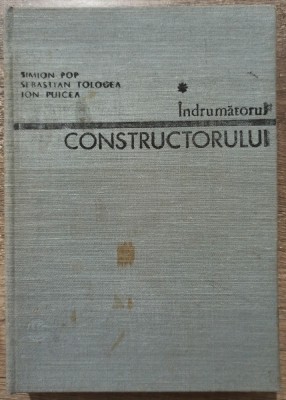 SIMION POP
SEBASTIAN TOLOGEA
ION PUICEA
*
Îndrumătorul
CONSTRUCTORULUI